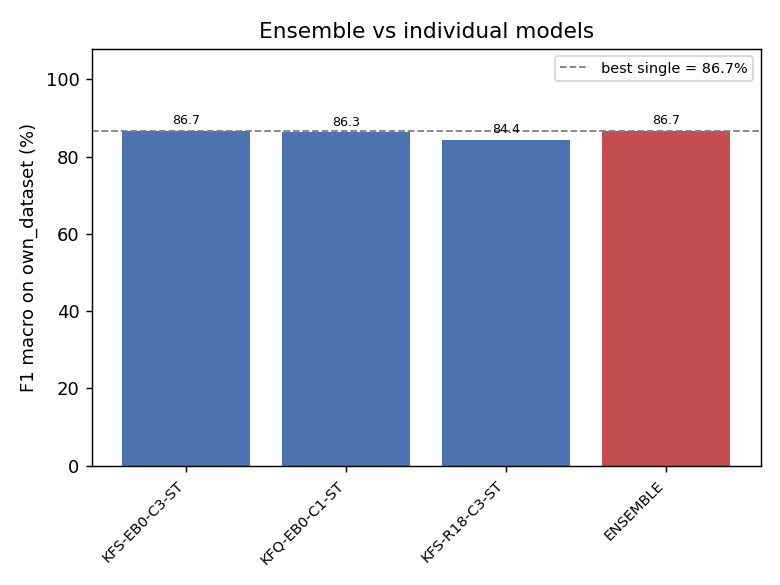 Ensemble vs individual models
best single = 86.7%
F1 macro on own_dataset (%)
100
80
60
40
20
0
86.7
86.3
84.4
86.7
KFS-EB0-C3-ST
KFQ-EB0-C1-ST
KFS-R18-C3-ST
ENSEMBLE